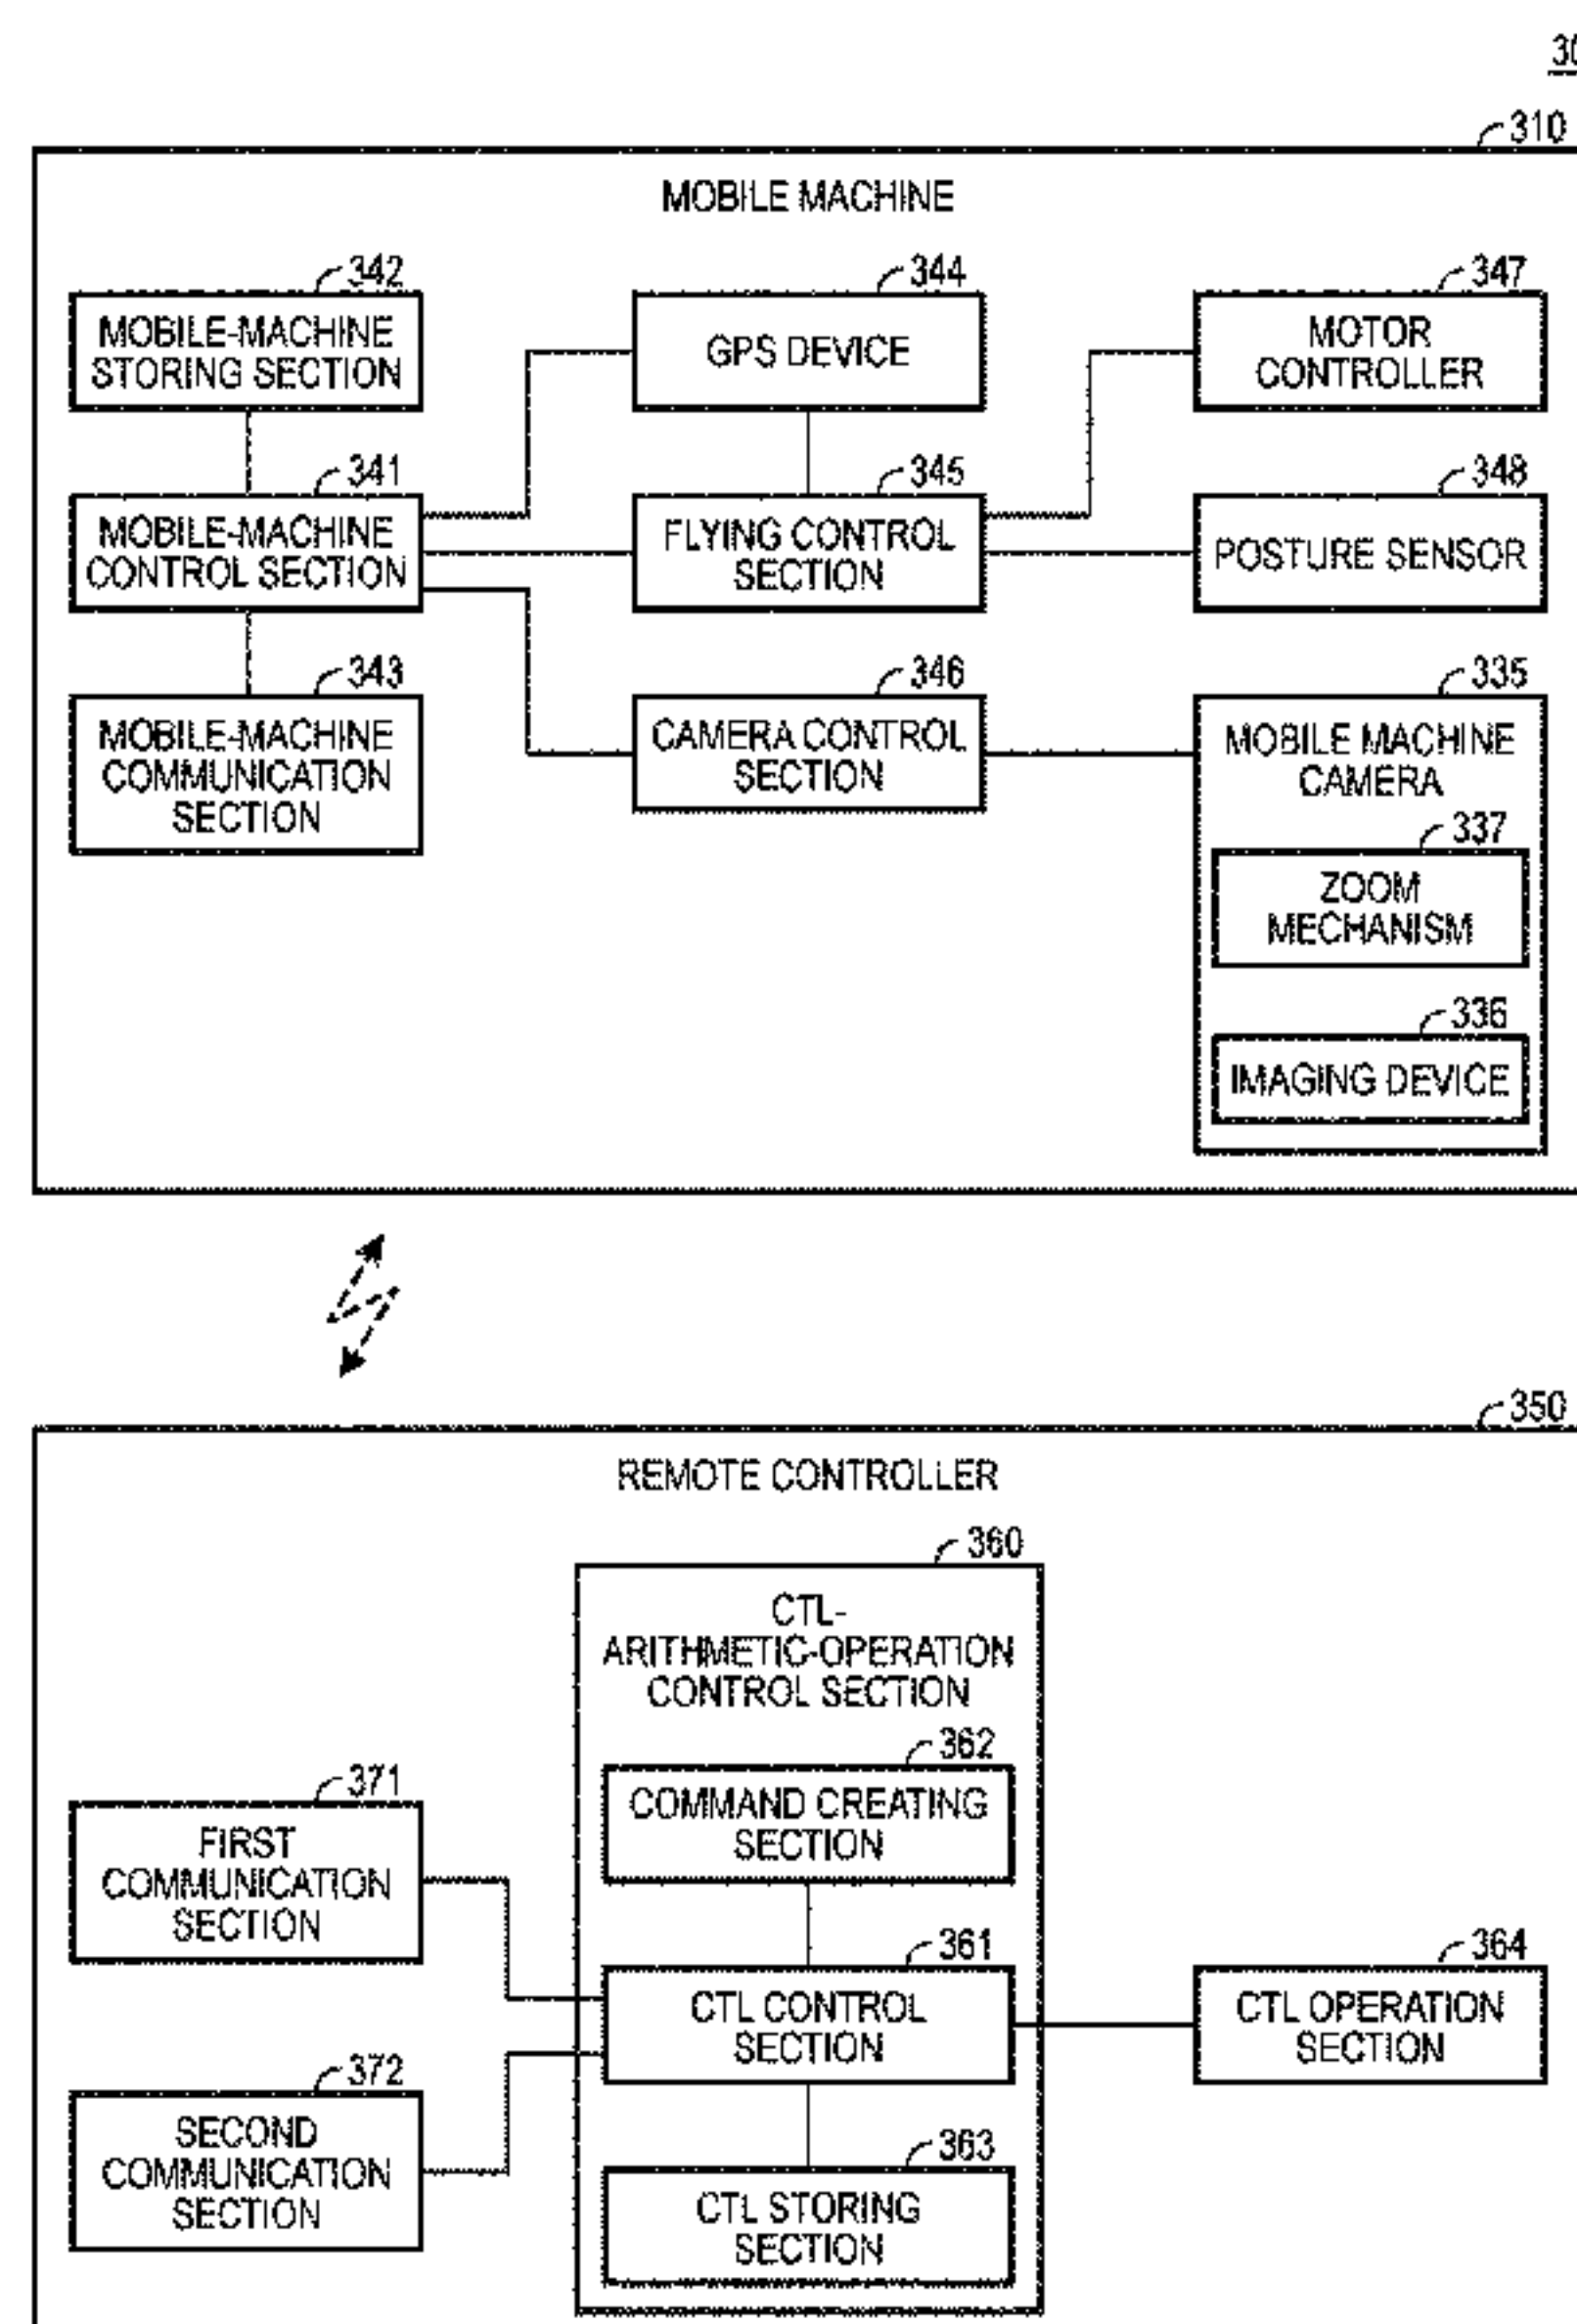 310
MOBILE MACHINE
342
MOBILE-MACHINE
STORING SECTION
344
GPS DEVICE
347
MOTOR
CONTROLLER
341
MOBILE-MACHINE
CONTROL SECTION
345
FLYING CONTROL
SECTION
348
POSTURE SENSOR
343
MOBILE-MACHINE
COMMUNICATION
SECTION
346
CAMERA CONTROL
SECTION
335
MOBILE MACHINE
CAMERA
337
ZOOM
MECHANISM
336
IMAGING DEVICE
350
REMOTE CONTROLLER
360
CTL-
ARITHMETIC-OPERATION
CONTROL SECTION
362
COMMAND CREATING
SECTION
371
FIRST
COMMUNICATION
SECTION
361
CTL CONTROL
SECTION
364
CTL OPERATION
SECTION
372
SECOND
COMMUNICATION
SECTION
363
CTL STORING
SECTION